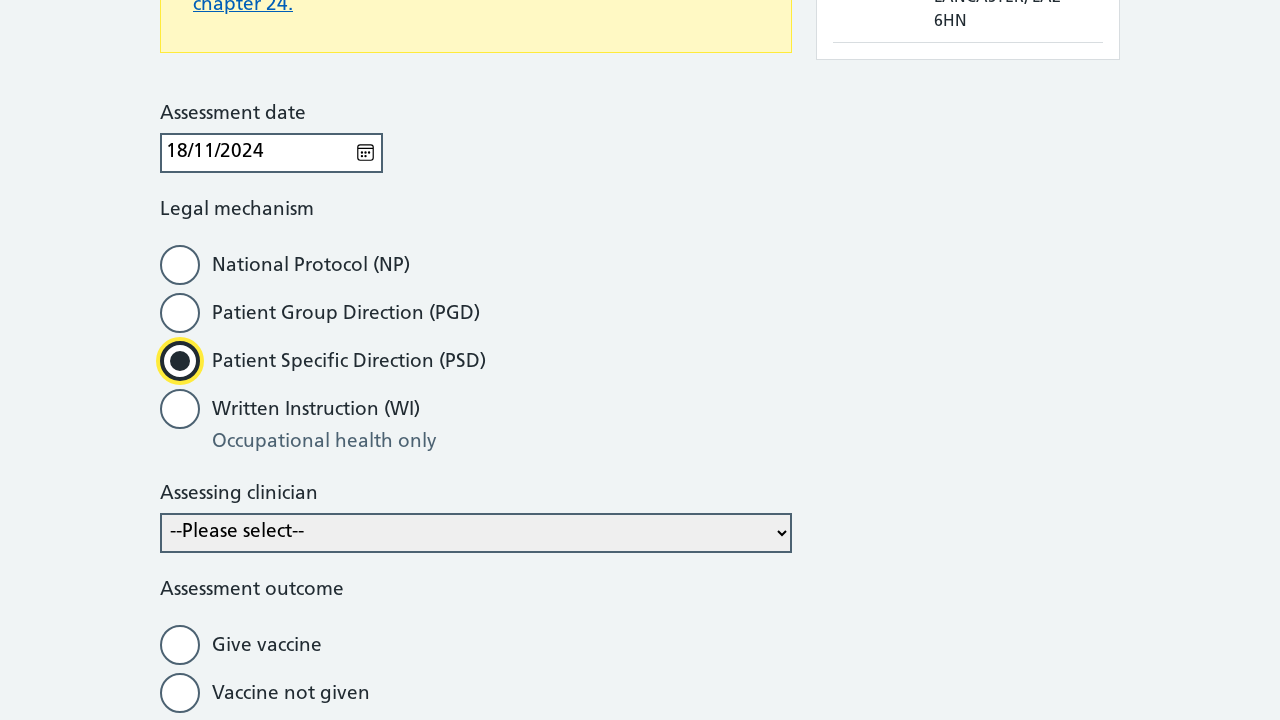 chapter 24.
6HN
Assessment date
18/11/2024
Legal mechanism
National Protocol (NP)
Patient Group Direction (PGD)
Patient Specific Direction (PSD)
Written Instruction (WI)
Occupational health only
Assessing clinician
--Please select--
Assessment outcome
Give vaccine
Vaccine not given